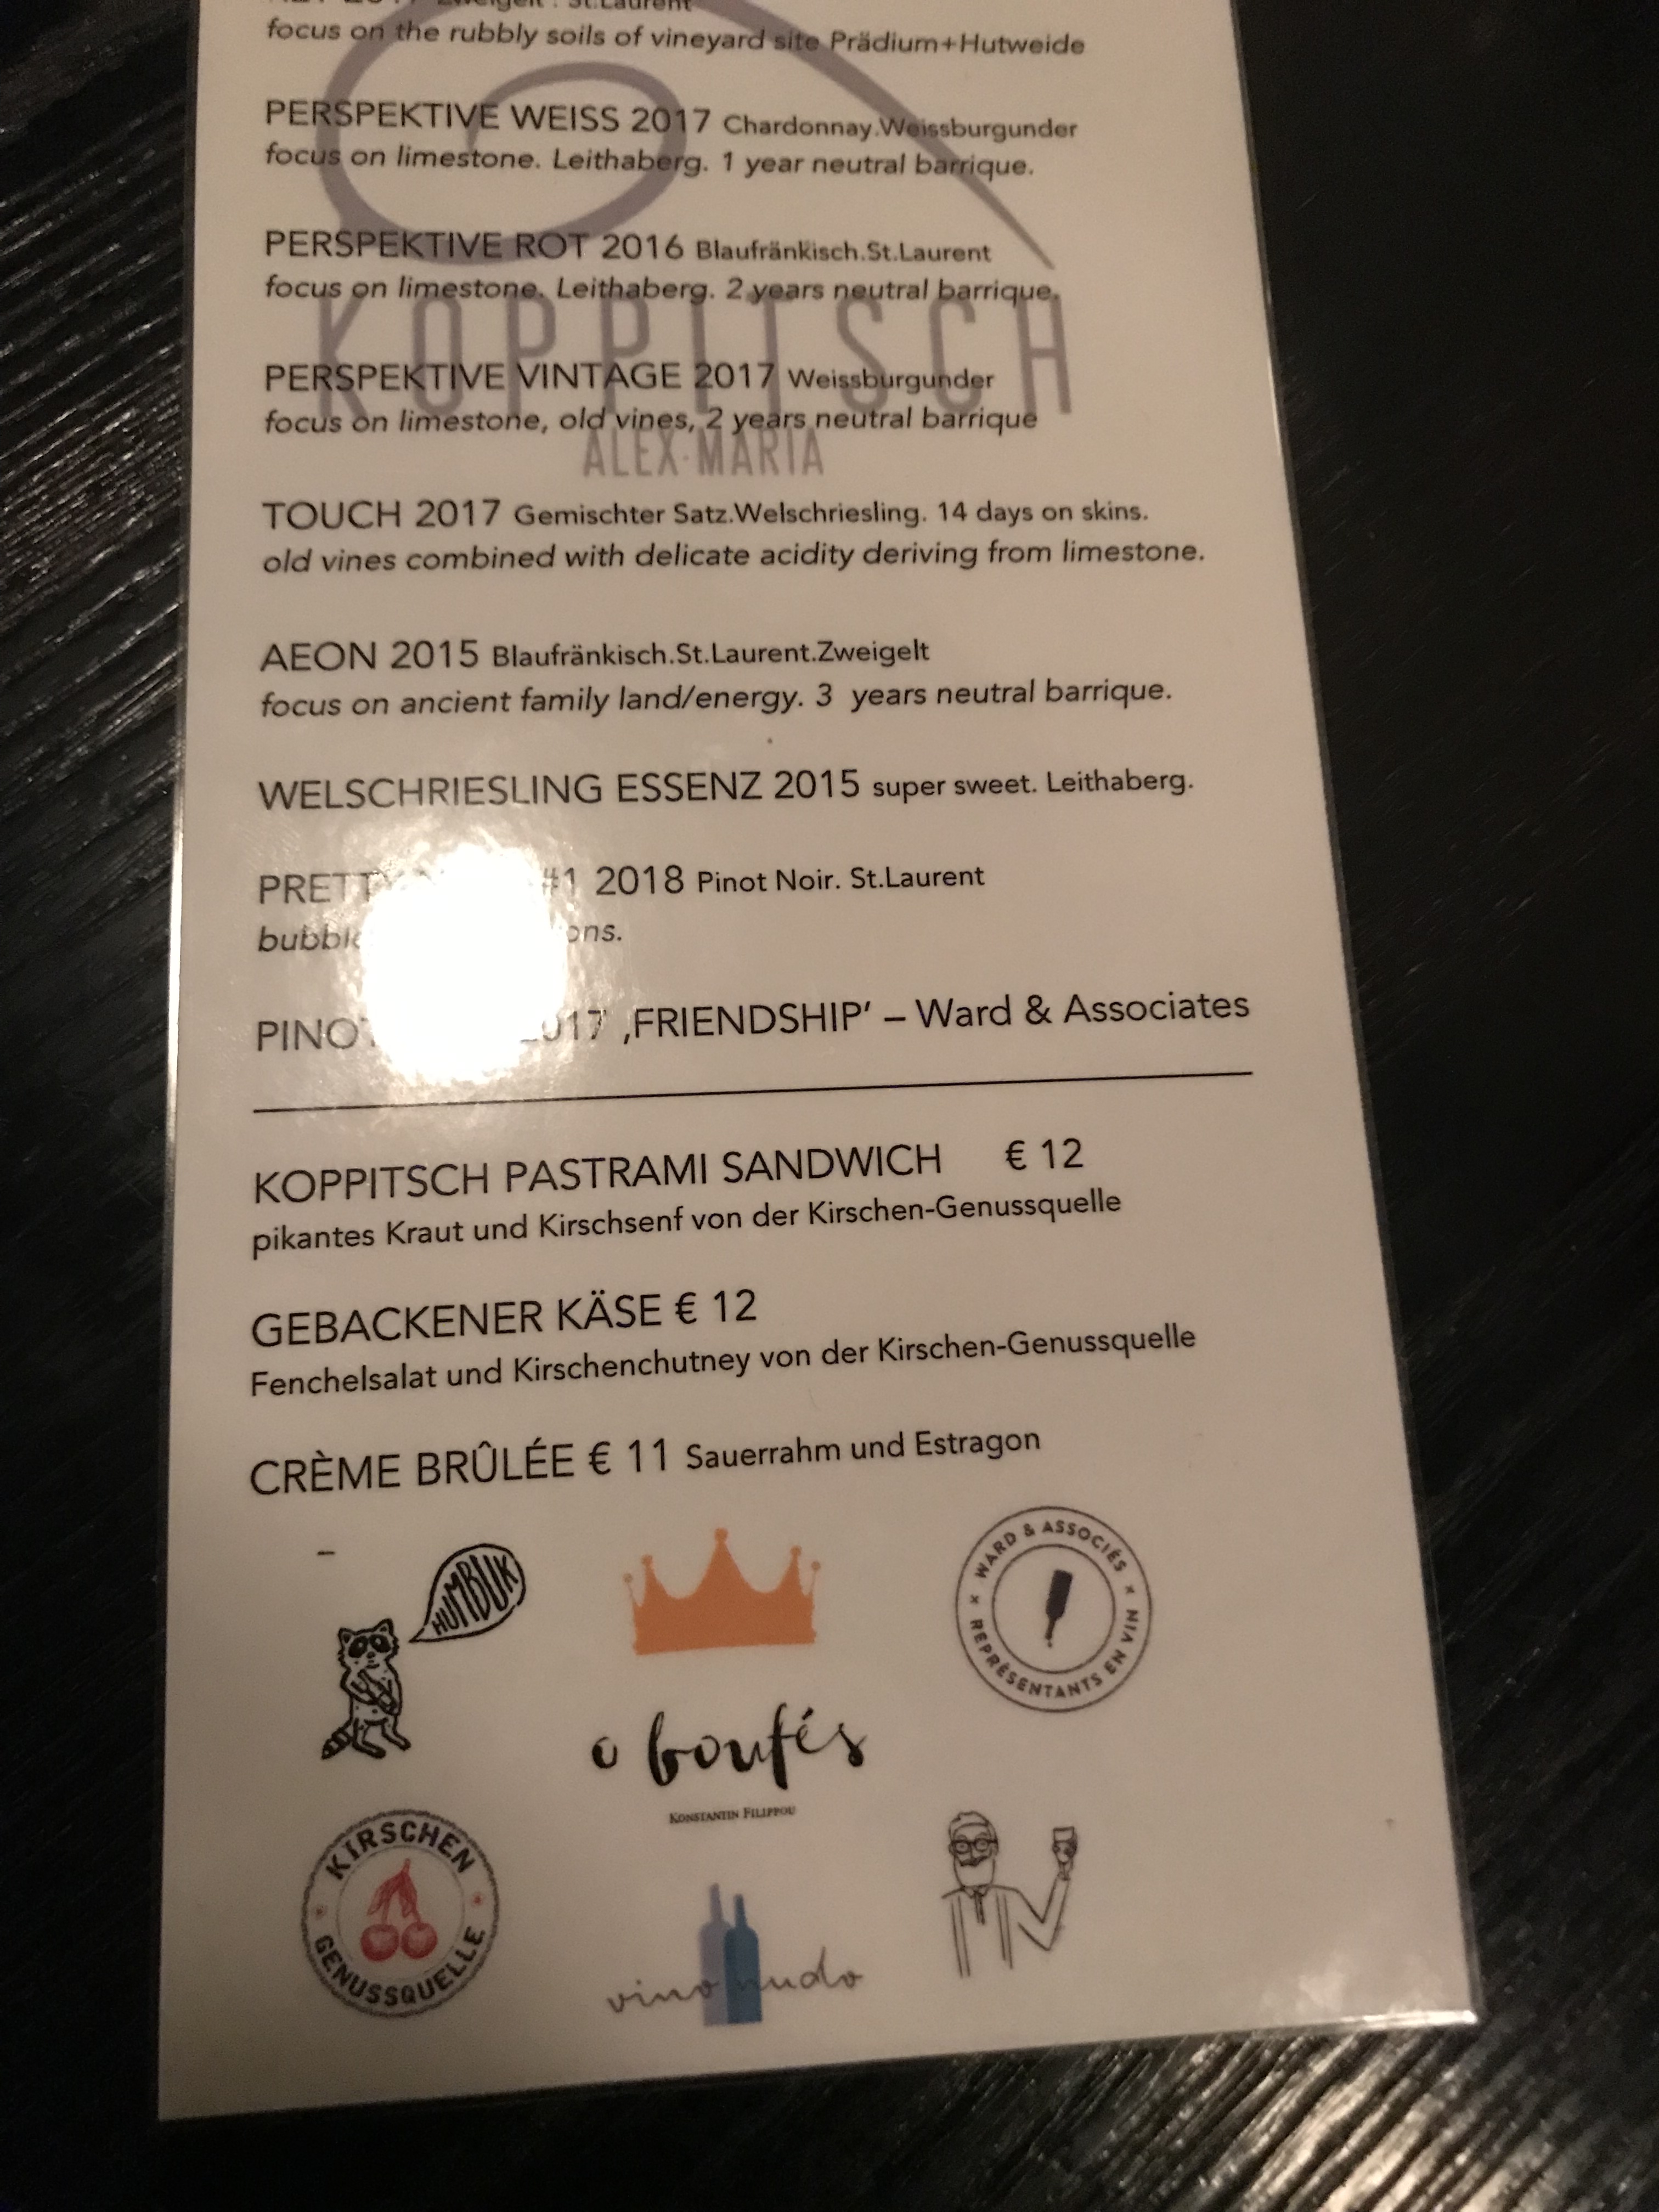 2017 Zweigelt . St.Laurent
focus on the rubbly soils of vineyard site Prädium+Hutweide
PERSPEKTIVE WEISS 2017 Chardonnay.Weissburgunder
focus on limestone. Leithaberg. 1 year neutral barrique.
PERSPEKTIVE ROT 2016 Blaufränkisch.St.Laurent
focus on limestone. Leithaberg. 2 years neutral barrique.
KOPPITSCH
PERSPEKTIVE VINTAGE 2017 Weissburgunder
focus on limestone, old vines, 2 years neutral barrique
ALEX·MARIA
TOUCH 2017 Gemischter Satz.Welschriesling. 14 days on skins.
old vines combined with delicate acidity deriving from limestone.
AEON 2015 Blaufränkisch.St.Laurent.Zweigelt
focus on ancient family land/energy. 3 years neutral barrique.
WELSCHRIESLING ESSENZ 2015 super sweet. Leithaberg.
PRETTY #1 2018 Pinot Noir. St.Laurent
PINOT 2017 ‚FRIENDSHIP‘ – Ward & Associates
KOPPITSCH PASTRAMI SANDWICH € 12
pikantes Kraut und Kirschsenf von der Kirschen-Genussquelle
GEBACKENER KÄSE € 12
Fenchelsalat und Kirschenchutney von der Kirschen-Genussquelle
CRÈME BRÛLÉE € 11 Sauerrahm und Estragon
HUMBUK
WARD & ASSOCIÉS
REPRÉSENTANTS EN VIN
o boufés
KONSTANTIN FILIPPOU
KIRSCHEN
GENUSSQUELLE
vino nudo